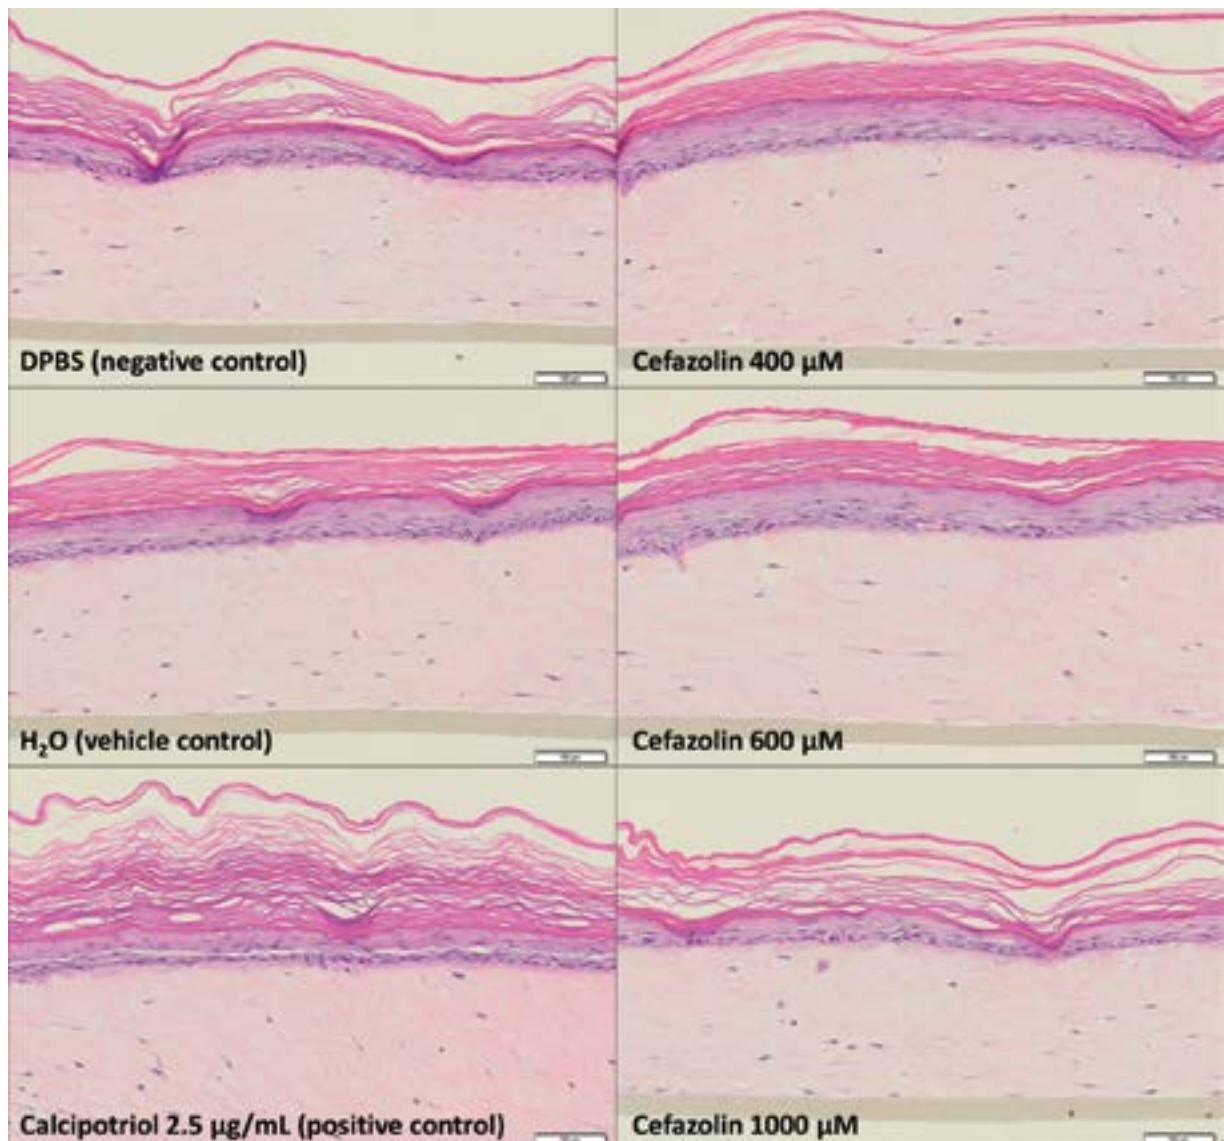 DPBS (negative control)
Cefazolin 400 µM
H₂O (vehicle control)
Cefazolin 600 µM
Calcipotriol 2.5 µg/mL (positive control)
Cefazolin 1000 µM